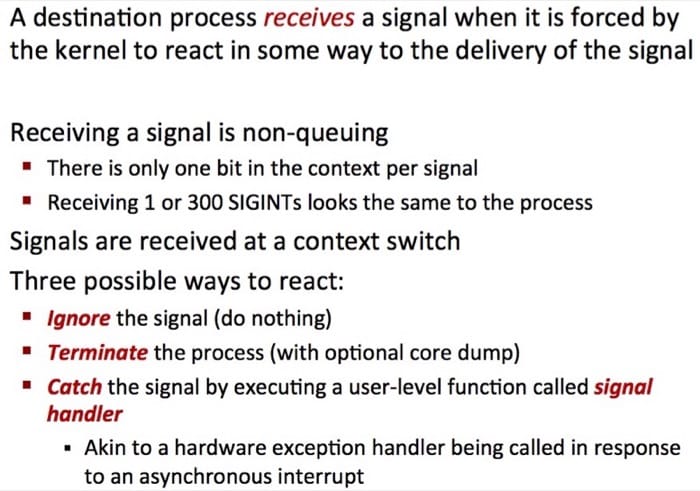 A destination process receives a signal when it is forced by
the kernel to react in some way to the delivery of the signal
Receiving a signal is non-queuing
▪ There is only one bit in the context per signal
▪ Receiving 1 or 300 SIGINTs looks the same to the process
Signals are received at a context switch
Three possible ways to react:
▪ Ignore the signal (do nothing)
▪ Terminate the process (with optional core dump)
▪ Catch the signal by executing a user-level function called signal
handler
▪ Akin to a hardware exception handler being called in response
to an asynchronous interrupt